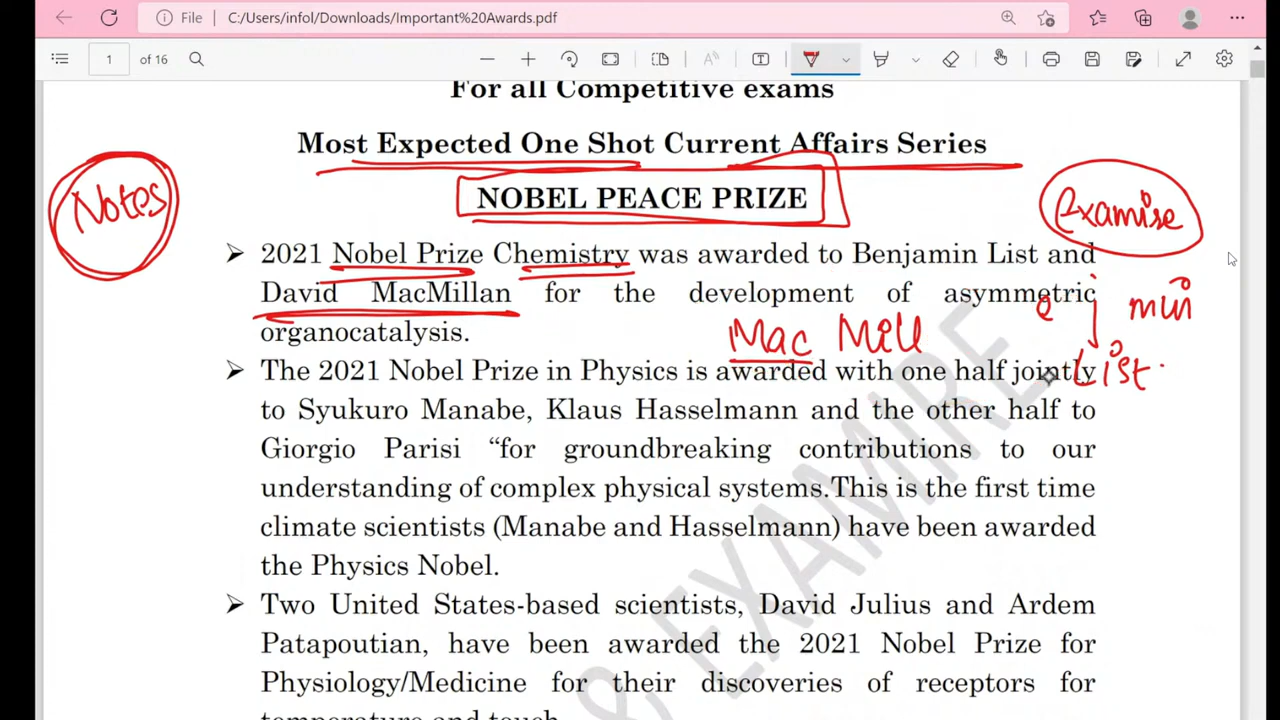 File C:/Users/infol/Downloads/Important%20Awards.pdf
1 of 16
For all Competitive exams
Most Expected One Shot Current Affairs Series
NOBEL PEACE PRIZE
Notes
Examire
➤ 2021 Nobel Prize Chemistry was awarded to Benjamin List and
David MacMillan for the development of asymmetric
organocatalysis.
e j min
Mac Mill
List.
➤ The 2021 Nobel Prize in Physics is awarded with one half jointly
to Syukuro Manabe, Klaus Hasselmann and the other half to
Giorgio Parisi “for groundbreaking contributions to our
understanding of complex physical systems.This is the first time
climate scientists (Manabe and Hasselmann) have been awarded
the Physics Nobel.
➤ Two United States-based scientists, David Julius and Ardem
Patapoutian, have been awarded the 2021 Nobel Prize for
Physiology/Medicine for their discoveries of receptors for
temperature and touch.
& EXAMIRE